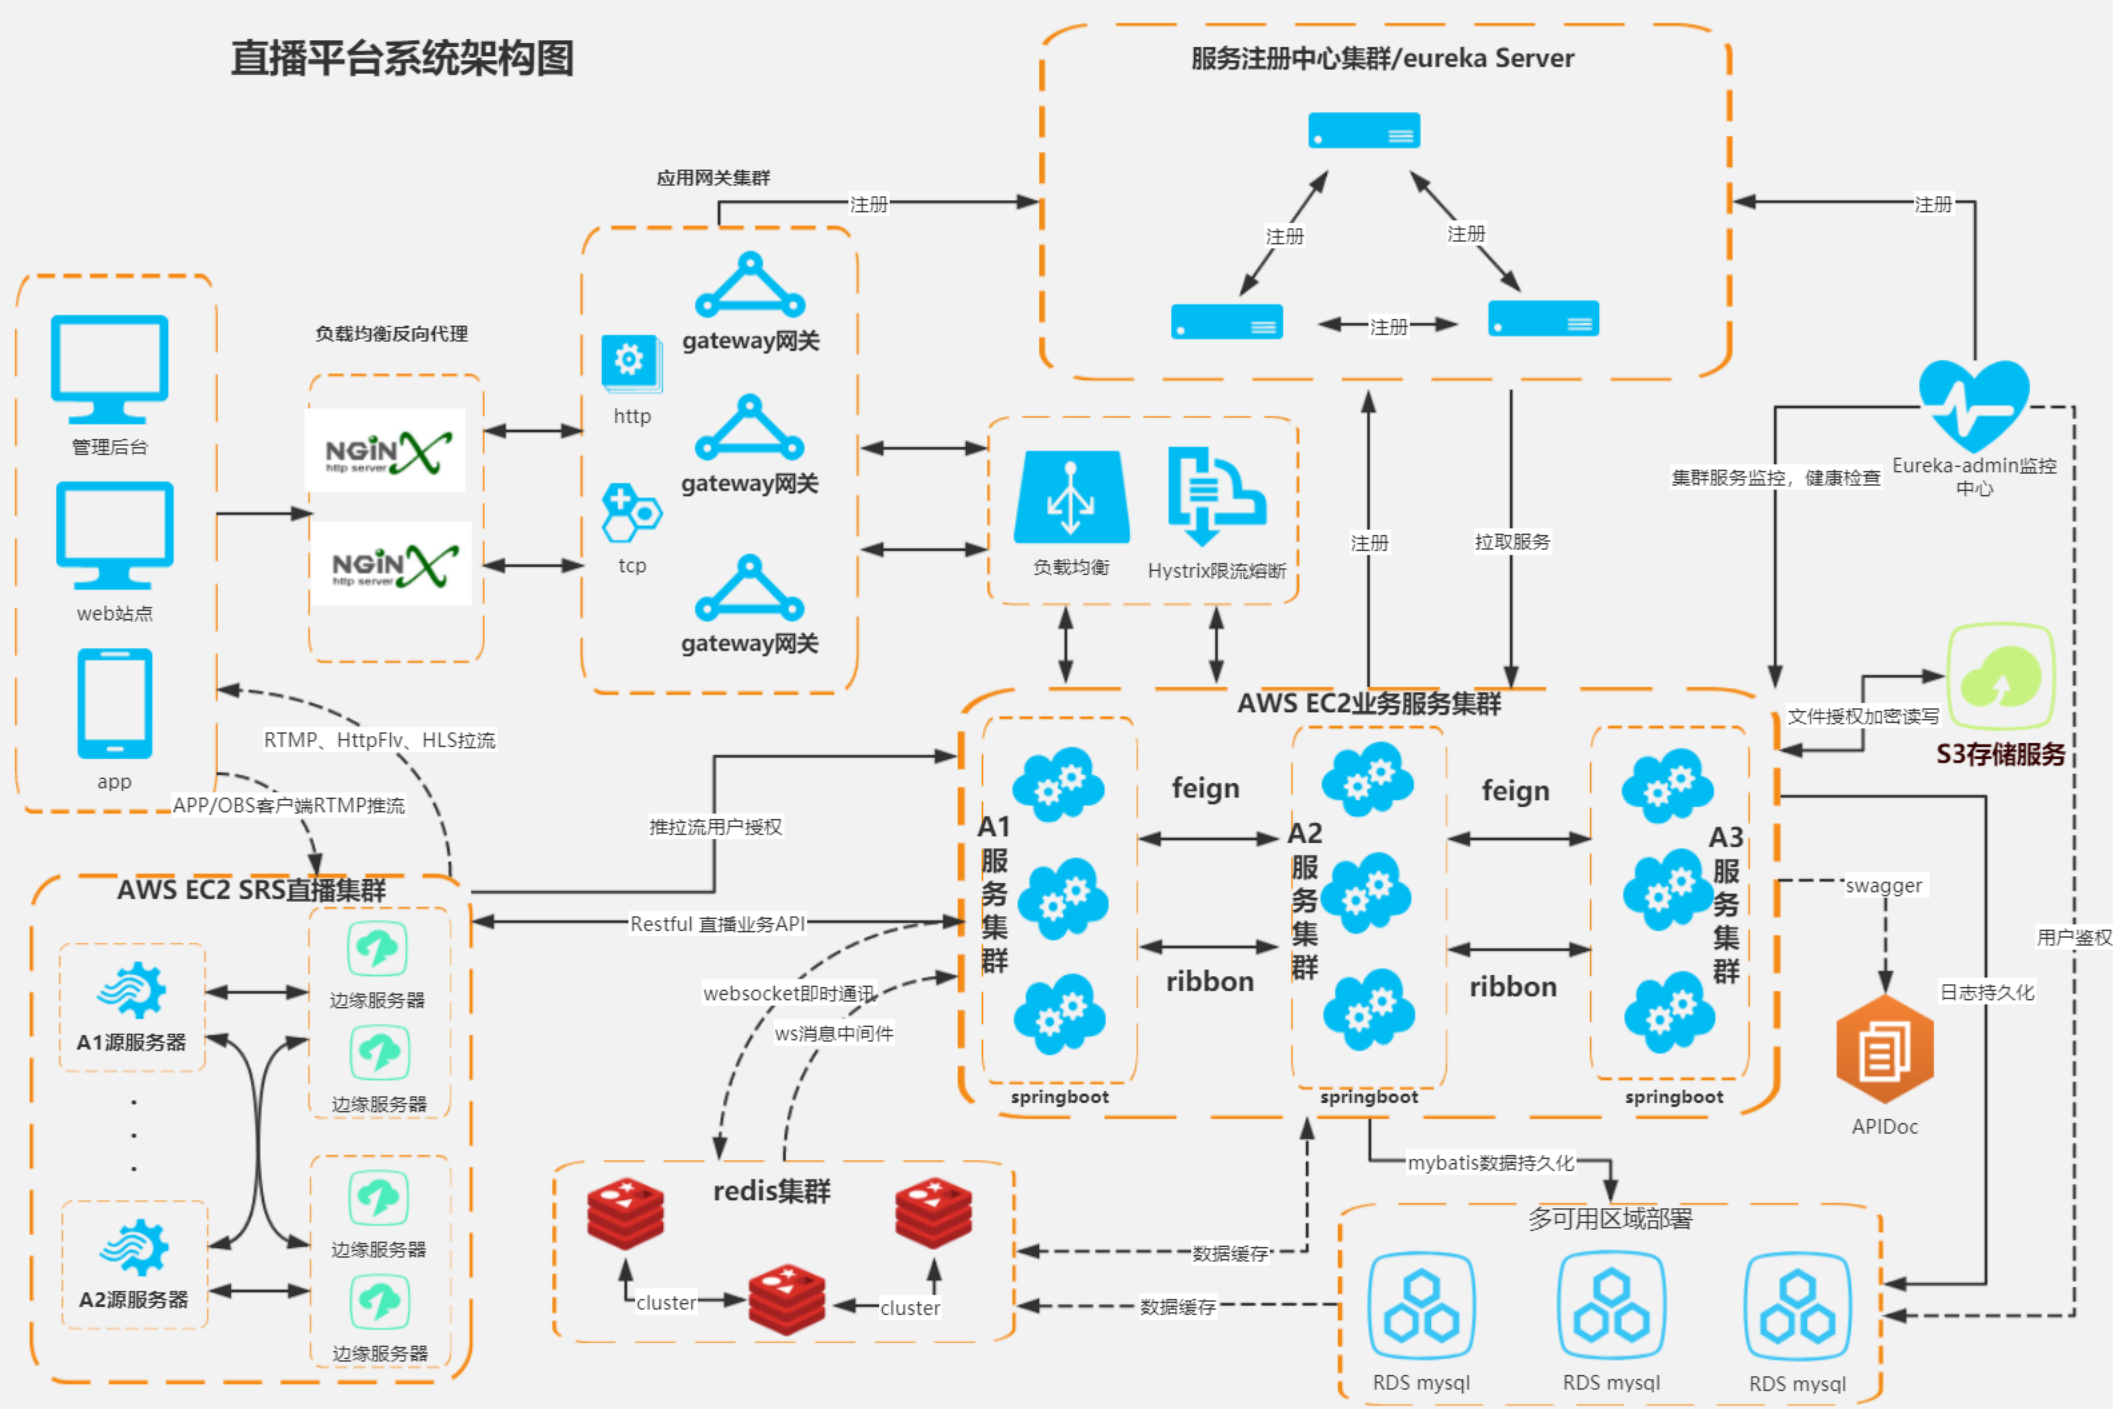 直播平台系统架构图
服务注册中心集群/eureka Server
注册
注册
注册
应用网关集群
注册
注册
gateway网关
gateway网关
gateway网关
http
tcp
管理后台
web站点
app
负载均衡反向代理
NGiNX
http server
NGiNX
http server
负载均衡
Hystrix限流熔断
注册
拉取服务
集群服务监控，健康检查
Eureka-admin监控
中心
文件授权加密读写
S3存储服务
RTMP、HttpFlv、HLS拉流
APP/OBS客户端RTMP推流
推拉流用户授权
Restful 直播业务API
websocket即时通讯
ws消息中间件
AWS EC2业务服务集群
A1
服
务
集
群
springboot
feign
ribbon
A2
服
务
集
群
springboot
feign
ribbon
A3
服
务
集
群
springboot
swagger
APIDoc
日志持久化
用户鉴权
AWS EC2 SRS直播集群
A1源服务器
边缘服务器
边缘服务器
.
.
.
A2源服务器
边缘服务器
边缘服务器
redis集群
cluster
cluster
数据缓存
数据缓存
mybatis数据持久化
多可用区域部署
RDS mysql
RDS mysql
RDS mysql